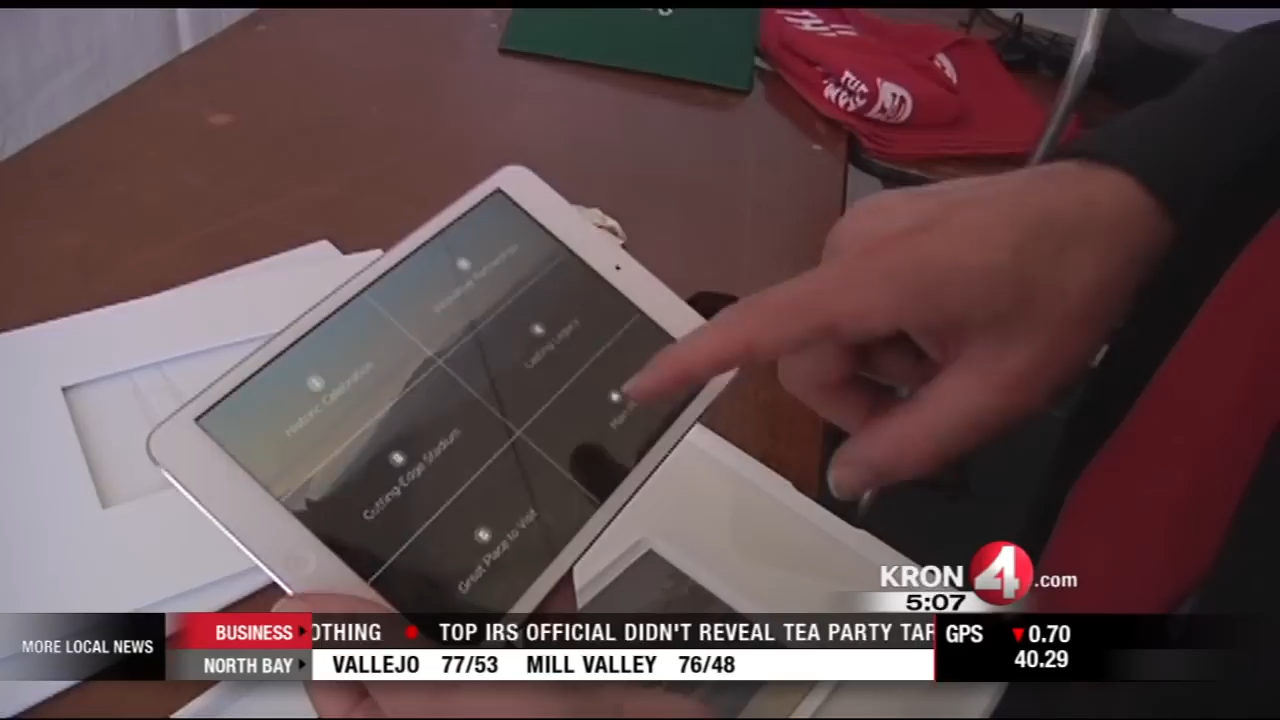 Historic Celebration
Cutting-Edge Stadium
Lasting Legacy
Great Place to Visit
KRON 4.com
5:07
MORE LOCAL NEWS
BUSINESS
OTHING • TOP IRS OFFICIAL DIDN'T REVEAL TEA PARTY TAR
GPS ▼0.70
40.29
NORTH BAY
VALLEJO 77/53 MILL VALLEY 76/48